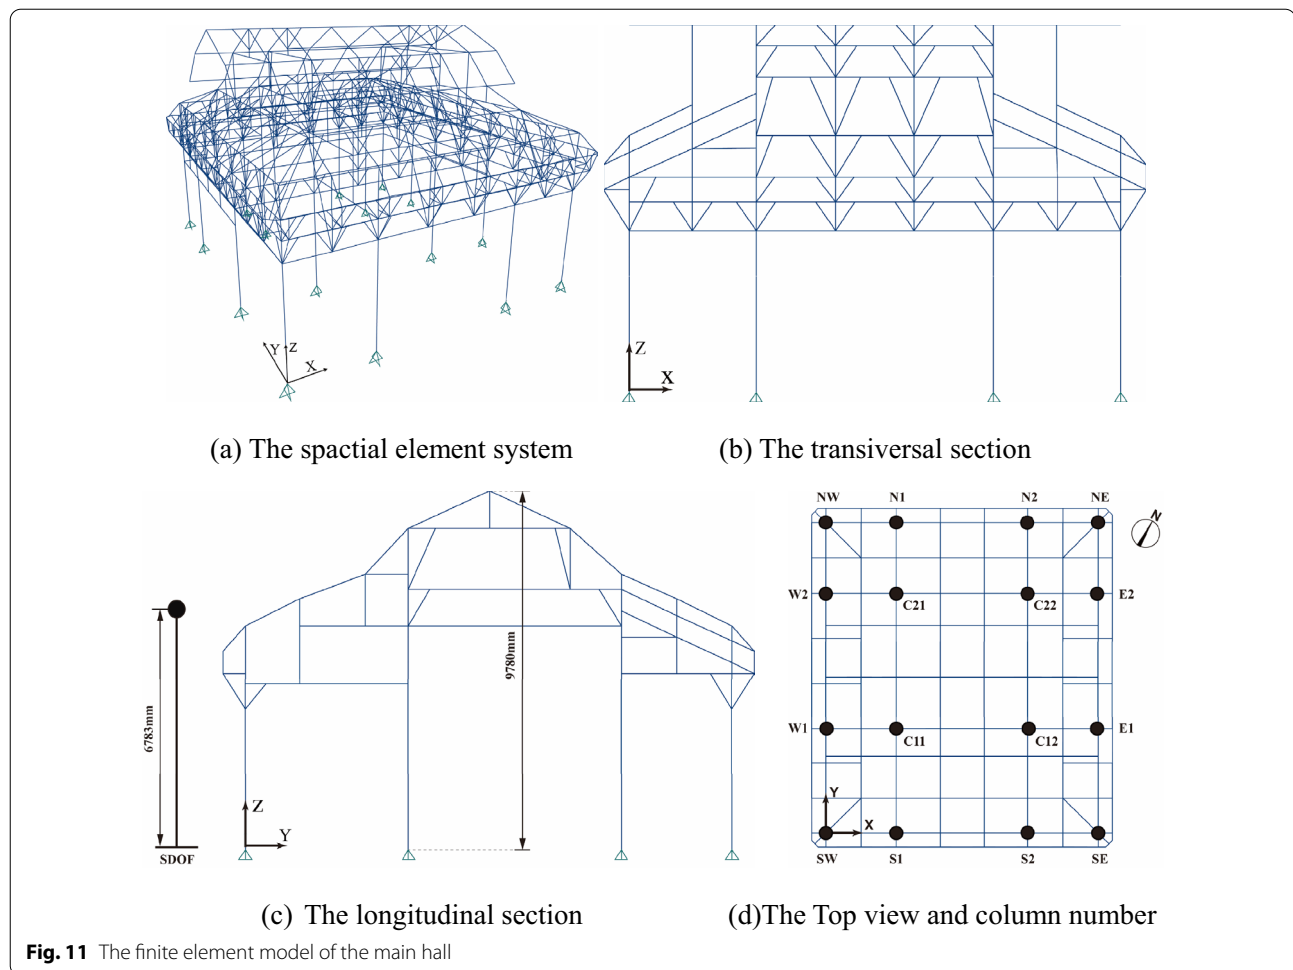 Y
Z
X
Z
X
(a) The spactial element system
(b) The transiversal section
6783mm
SDOF
9780mm
Z
Y
NW
N1
N2
NE
N
W2
C21
C22
E2
W1
C11
C12
E1
Y
X
SW
S1
S2
SE
(c) The longitudinal section
(d)The Top view and column number
Fig. 11 The finite element model of the main hall